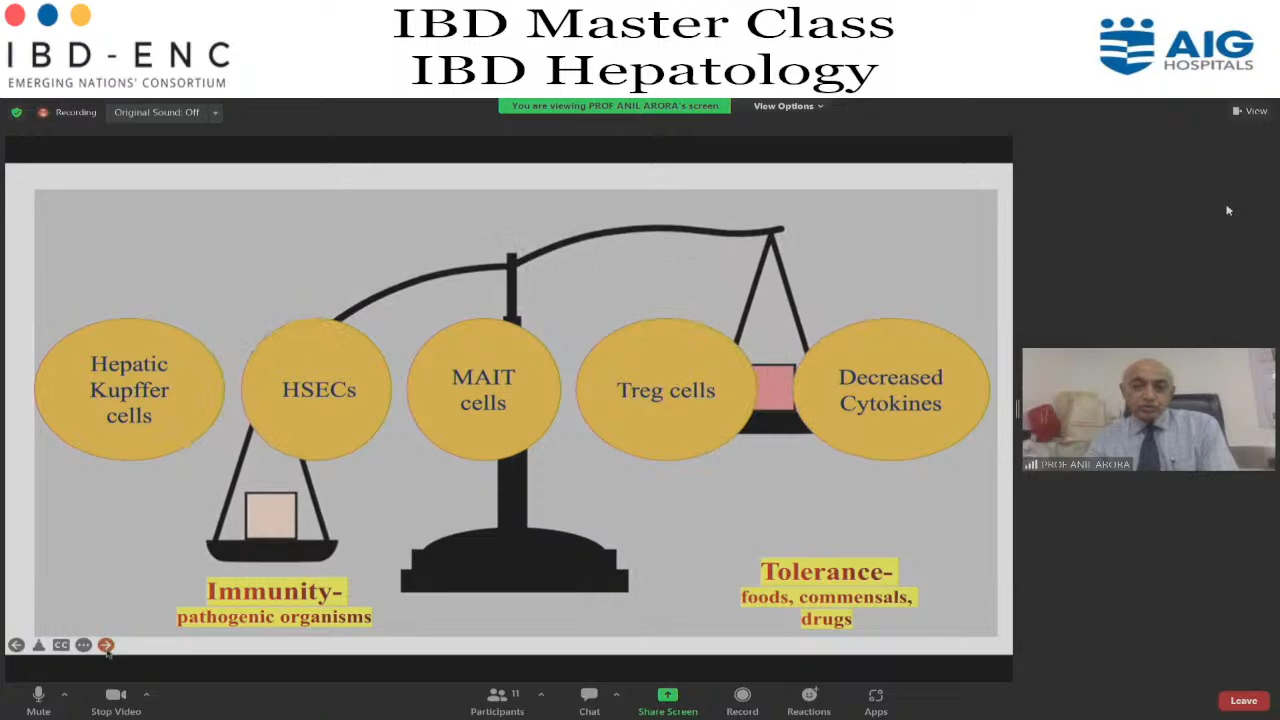 IBD-ENC
EMERGING NATIONS' CONSORTIUM
IBD Master Class
IBD Hepatology
AIG
HOSPITALS
Recording
Original Sound: Off
You are viewing PROF ANIL ARORA's screen
View Options
View
Hepatic
Kupffer
cells
HSECs
MAIT
cells
Treg cells
Decreased
Cytokines
Immunity-
pathogenic organisms
Tolerance-
foods, commensals,
drugs
CC
PROF ANIL ARORA
Mute
Stop Video
Participants
11
Chat
Share Screen
Record
Reactions
Apps
Leave